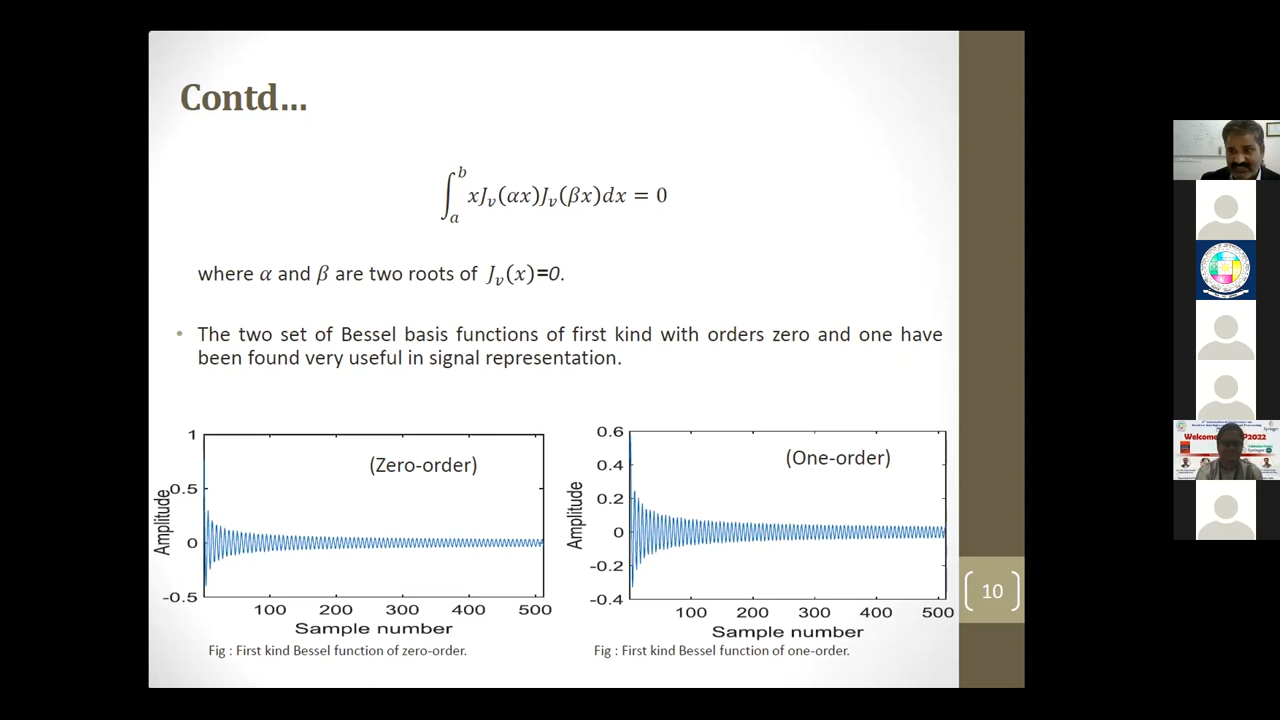 Contd…
∫_a^b xJ_v(αx)J_v(βx)dx = 0
where α and β are two roots of J_v(x)=0.
• The two set of Bessel basis functions of first kind with orders zero and one have
been found very useful in signal representation.
(Zero-order)
1
0.5
0
-0.5
Amplitude
100 200 300 400 500
Sample number
Fig : First kind Bessel function of zero-order.
(One-order)
0.6
0.4
0.2
0
-0.2
-0.4
Amplitude
100 200 300 400 500
Sample number
Fig : First kind Bessel function of one-order.
10
Springer